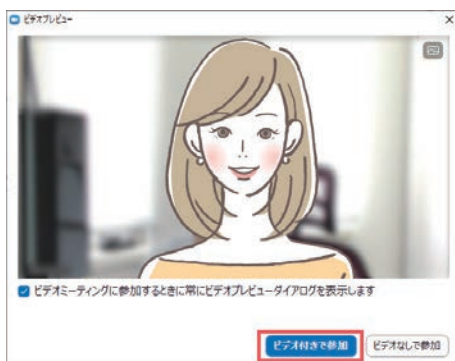 ビデオプレビュー
ビデオミーティングに参加するときに常にビデオプレビューダイアログを表示します
ビデオ付きで参加
ビデオなしで参加